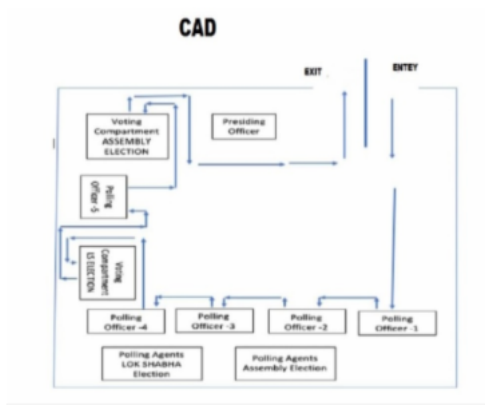 CAD
EXIT
ENTEY
Voting
Compartment
ASSEMBLY
ELECTION
Presiding
Officer
Polling
Officer -5
Voting
Compartment
LS ELECTION
Polling
Officer -4
Polling
Officer -3
Polling
Officer -2
Polling
Officer -1
Polling Agents
LOK SHABHA
Election
Polling Agents
Assembly Election